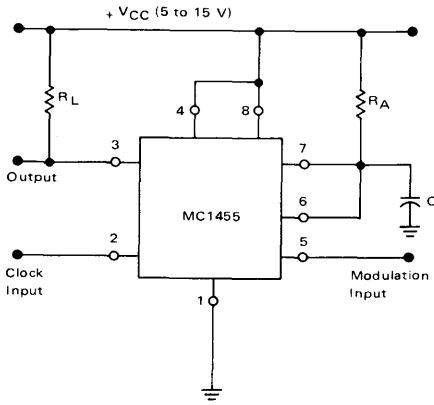 + VCC (5 to 15 V)
RL
RA
4
8
3
7
Output
6
C
MC1455
2
5
Clock
Input
Modulation
Input
1